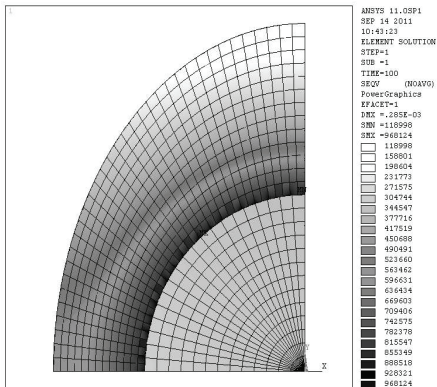 1
ANSYS 11.0SP1
SEP 14 2011
10:43:23
ELEMENT SOLUTION
STEP=1
SUB =1
TIME=100
SEQV (NOAVG)
PowerGraphics
EFACET=1
DMX =.285E-03
SMN =118998
SMX =968124
118998
158801
198604
231773
271575
304744
344547
377716
417519
450688
490491
523660
563462
596631
636434
669603
709406
742575
782378
815547
855349
888518
928321
968124
MN
X